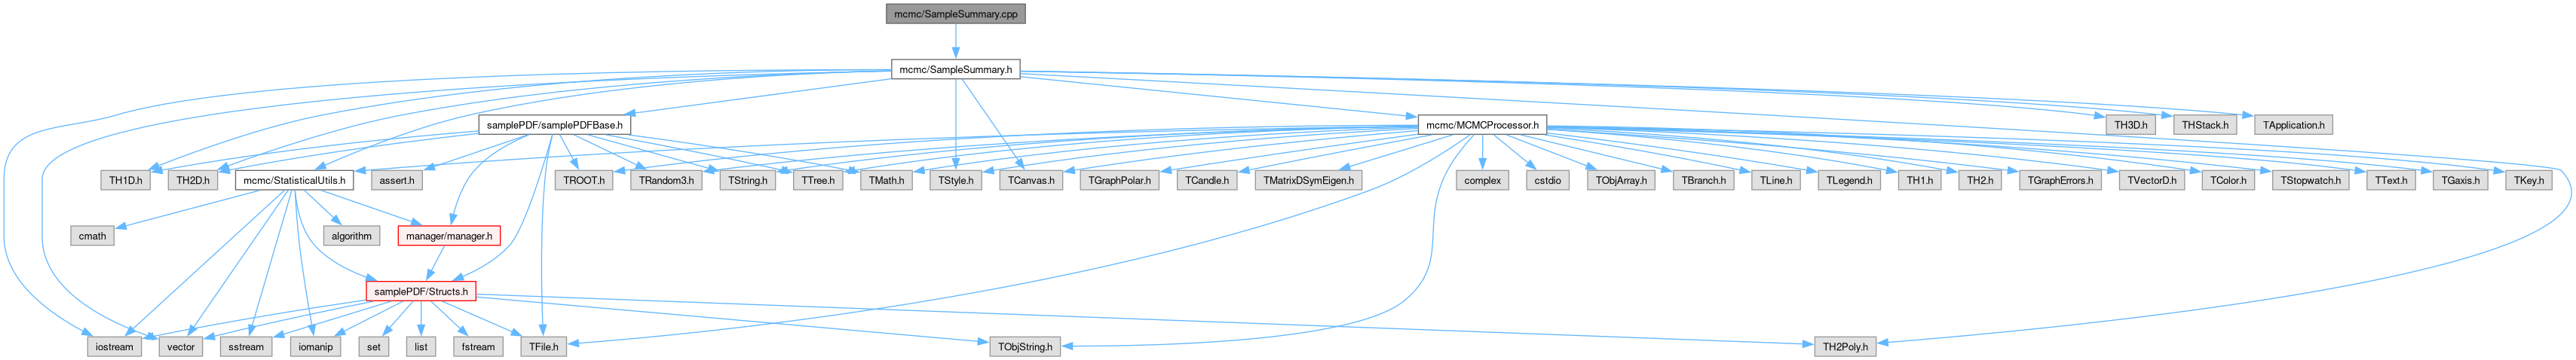 mcmc/SampleSummary.cpp
mcmc/SampleSummary.h
samplePDF/samplePDFBase.h
mcmc/MCMCProcessor.h
TH3D.h
THStack.h
TApplication.h
TH1D.h
TH2D.h
mcmc/StatisticalUtils.h
assert.h
TROOT.h
TRandom3.h
TString.h
TTree.h
TMath.h
TStyle.h
TCanvas.h
TGraphPolar.h
TCandle.h
TMatrixDSymEigen.h
complex
cstdio
TObjArray.h
TBranch.h
TLine.h
TLegend.h
TH1.h
TH2.h
TGraphErrors.h
TVectorD.h
TColor.h
TStopwatch.h
TText.h
TGaxis.h
TKey.h
cmath
algorithm
manager/manager.h
samplePDF/Structs.h
iostream
vector
sstream
iomanip
set
list
fstream
TFile.h
TObjString.h
TH2Poly.h